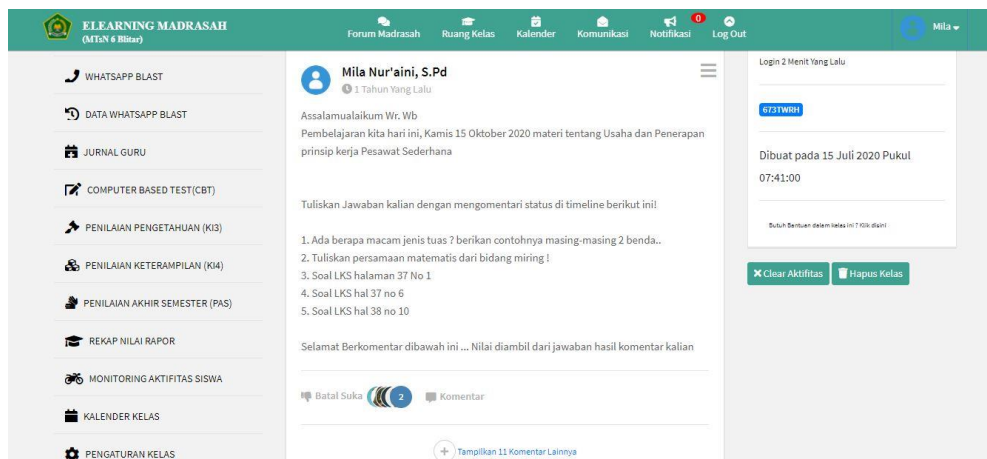 ELEARNING MADRASAH
(MTsN 6 Blitar)
Forum Madrasah
Ruang Kelas
Kalender
Komunikasi
0
Notifikasi
Log Out
Mila
WHATSAPP BLAST
DATA WHATSAPP BLAST
JURNAL GURU
COMPUTER BASED TEST(CBT)
PENILAIAN PENGETAHUAN (KI3)
PENILAIAN KETERAMPILAN (KI4)
PENILAIAN AKHIR SEMESTER (PAS)
REKAP NILAI RAPOR
MONITORING AKTIFITAS SISWA
KALENDER KELAS
PENGATURAN KELAS
Mila Nur'aini, S.Pd
1 Tahun Yang Lalu
Assalamualaikum Wr. Wb
Pembelajaran kita hari ini, Kamis 15 Oktober 2020 materi tentang Usaha dan Penerapan
prinsip kerja Pesawat Sederhana
Tuliskan Jawaban kalian dengan mengomentari status di timeline berikut ini!
1. Ada berapa macam jenis tuas ? berikan contohnya masing-masing 2 benda..
2. Tuliskan persamaan matematis dari bidang miring !
3. Soal LKS halaman 37 No 1
4. Soal LKS hal 37 no 6
5. Soal LKS hal 38 no 10
Selamat Berkomentar dibawah ini ... Nilai diambil dari jawaban hasil komentar kalian
Batal Suka
2
Komentar
Tampilkan 11 Komentar Lainnya
Login 2 Menit Yang Lalu
673TWRH
Dibuat pada 15 Juli 2020 Pukul
07:41:00
Butuh Bantuan dalam kelas ini ? Klik disini
Clear Aktifitas
Hapus Kelas